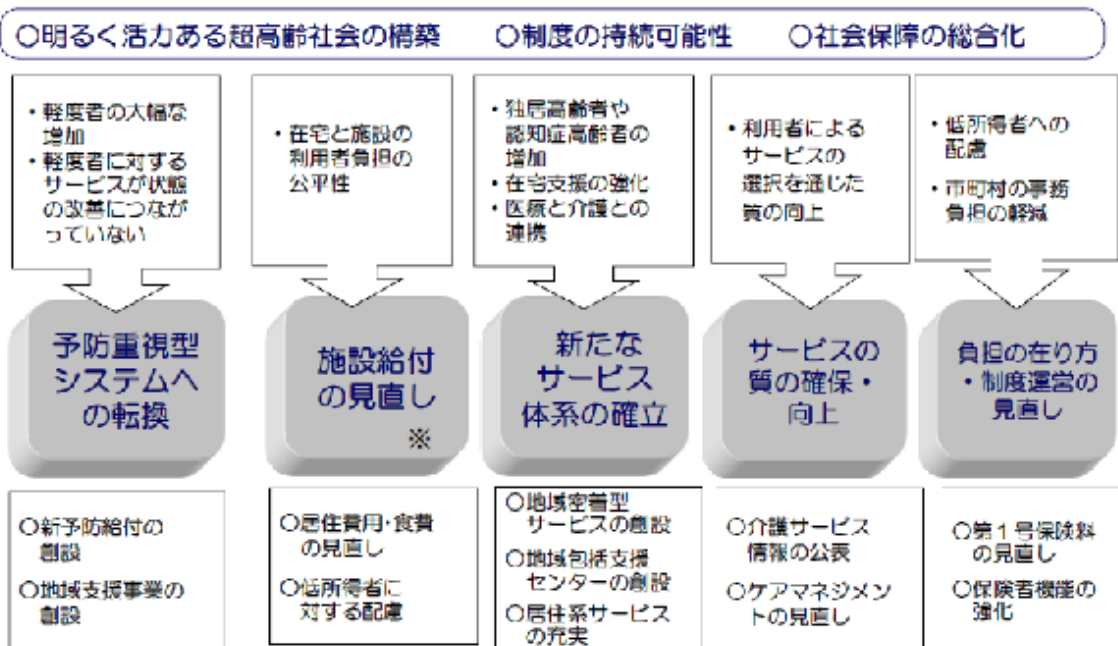 ○明るく活力ある超高齢社会の構築 ○制度の持続可能性 ○社会保障の総合化
・軽度者の大幅な
増加
・軽度者に対する
サービスが状態
の改善につなが
っていない
・在宅と施設の
利用者負担の
公平性
・独居高齢者や
認知症高齢者の
増加
・在宅支援の強化
・医療と介護との
連携
・利用者による
サービスの
選択を通じた
質の向上
・低所得者への
配慮
・市町村の事務
負担の軽減
予防重視型
システムへ
の転換
施設給付
の見直し
※
新たな
サービス
体系の確立
サービスの
質の確保・
向上
負担の在り方
・制度運営の
見直し
○新予防給付の
創設
○地域支援事業の
創設
○居住費用・食費
の見直し
○低所得者に
対する配慮
○地域密着型
サービスの創設
○地域包括支援
センターの創設
○居住系サービス
の充実
○介護サービス
情報の公表
○ケアマネジメン
トの見直し
○第1号保険料
の見直し
○保険者機能の
強化